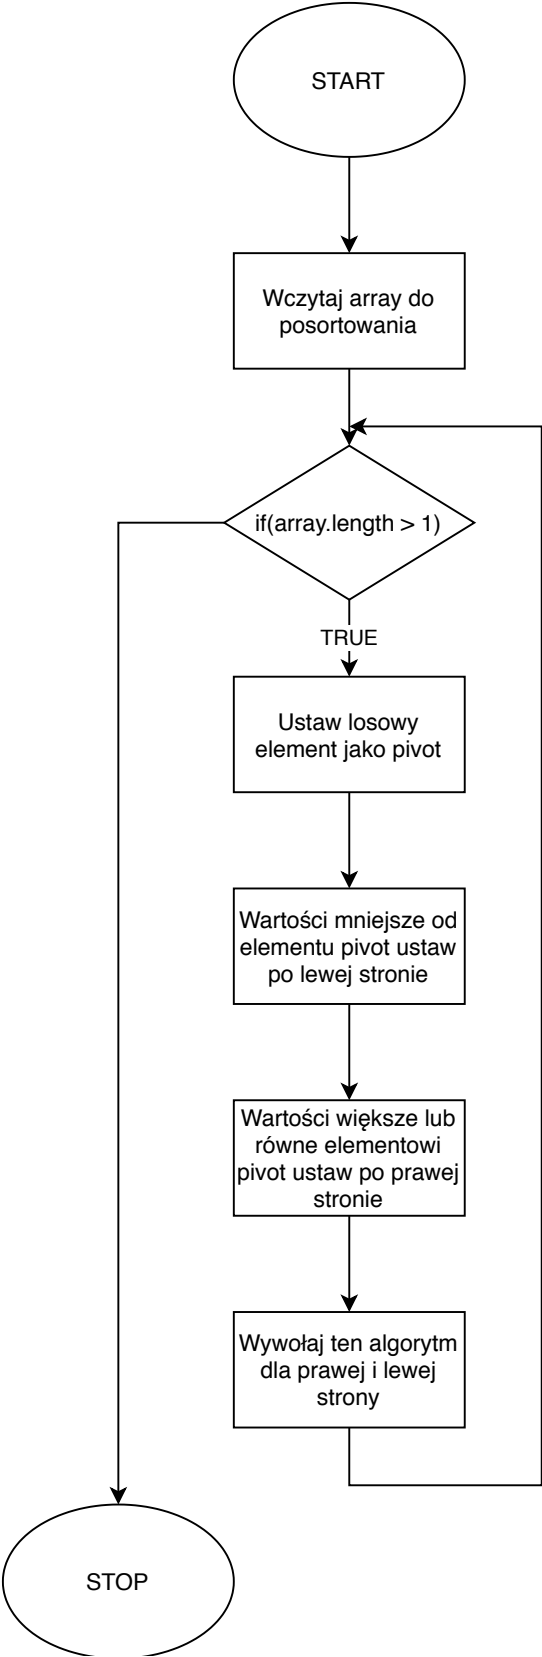 START
Wczytaj array do
posortowania
if(array.length > 1)
TRUE
Ustaw losowy
element jako pivot
Wartości mniejsze od
elementu pivot ustaw
po lewej stronie
Wartości większe lub
równe elementowi
pivot ustaw po prawej
stronie
Wywołaj ten algorytm
dla prawej i lewej
strony
STOP